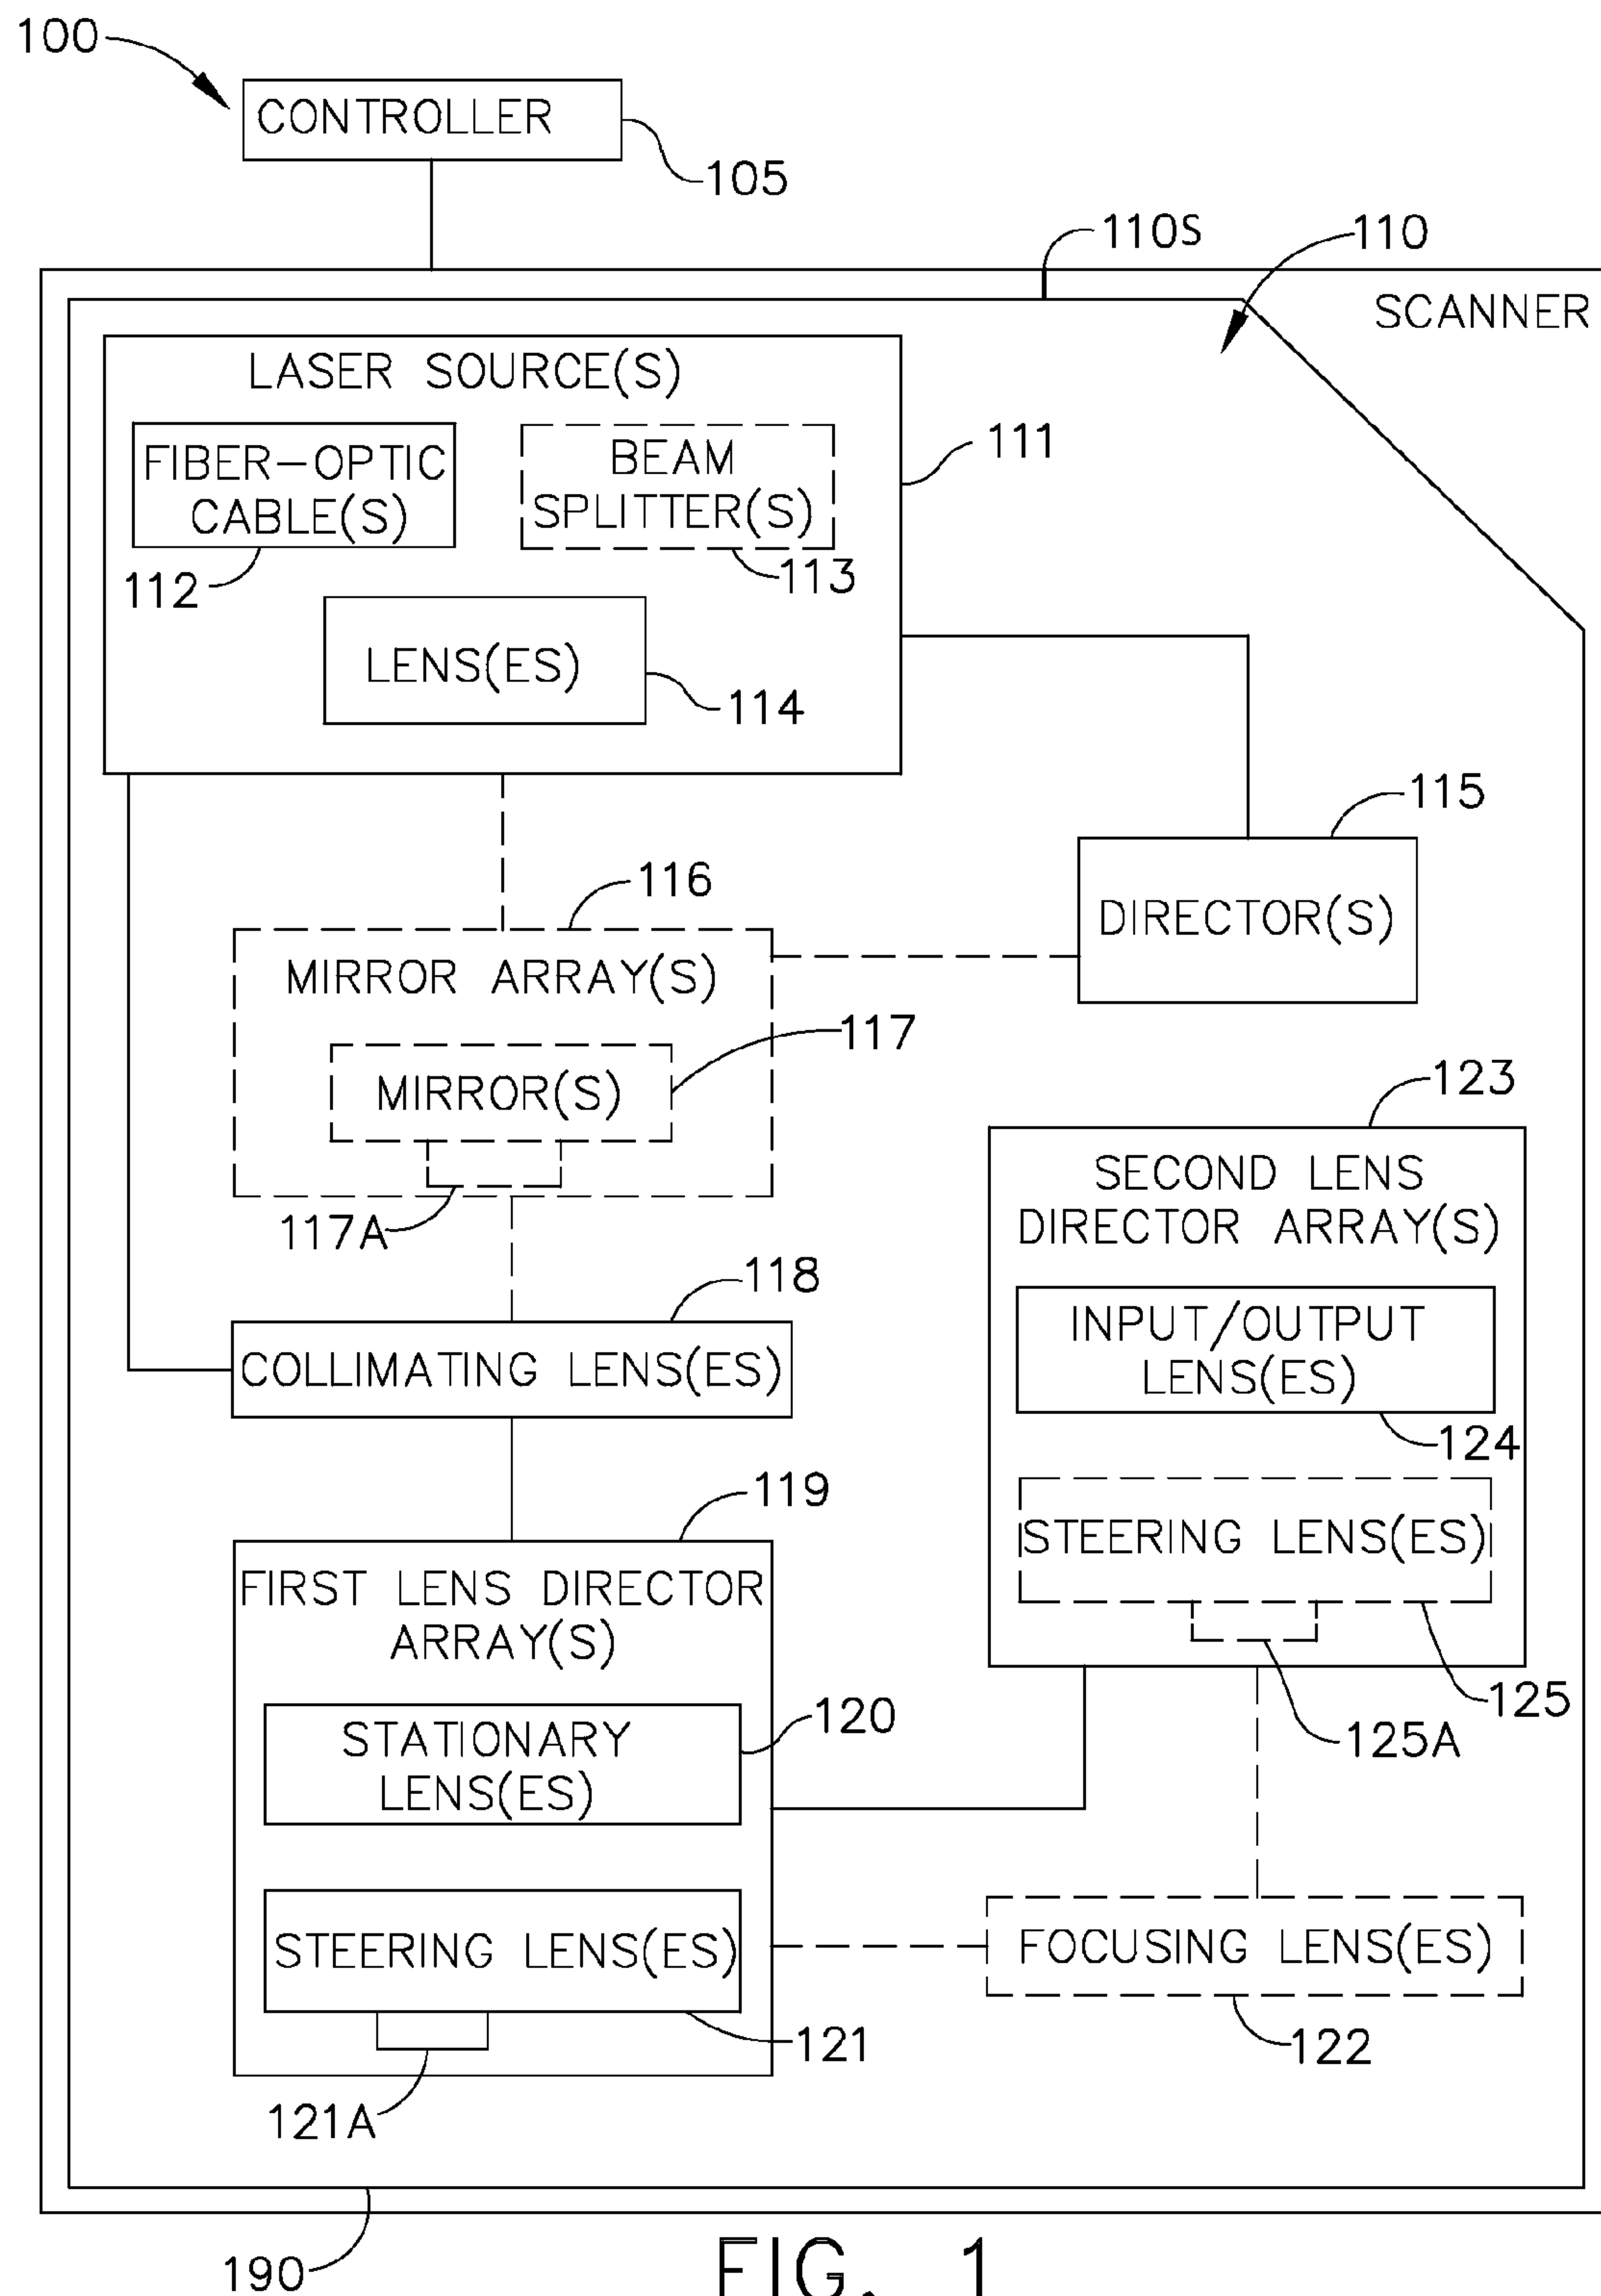 100
CONTROLLER
105
110S
110
SCANNER
LASER SOURCE(S)
111
FIBER-OPTIC
CABLE(S)
BEAM
SPLITTER(S)
112
113
LENS(ES)
114
115
116
DIRECTOR(S)
MIRROR ARRAY(S)
117
MIRROR(S)
123
117A
SECOND LENS
DIRECTOR ARRAY(S)
118
COLLIMATING LENS(ES)
INPUT/OUTPUT
LENS(ES)
124
119
STEERING LENS(ES)
FIRST LENS DIRECTOR
ARRAY(S)
125
125A
120
STATIONARY
LENS(ES)
STEERING LENS(ES)
FOCUSING LENS(ES)
121
122
121A
190
FIG. 1